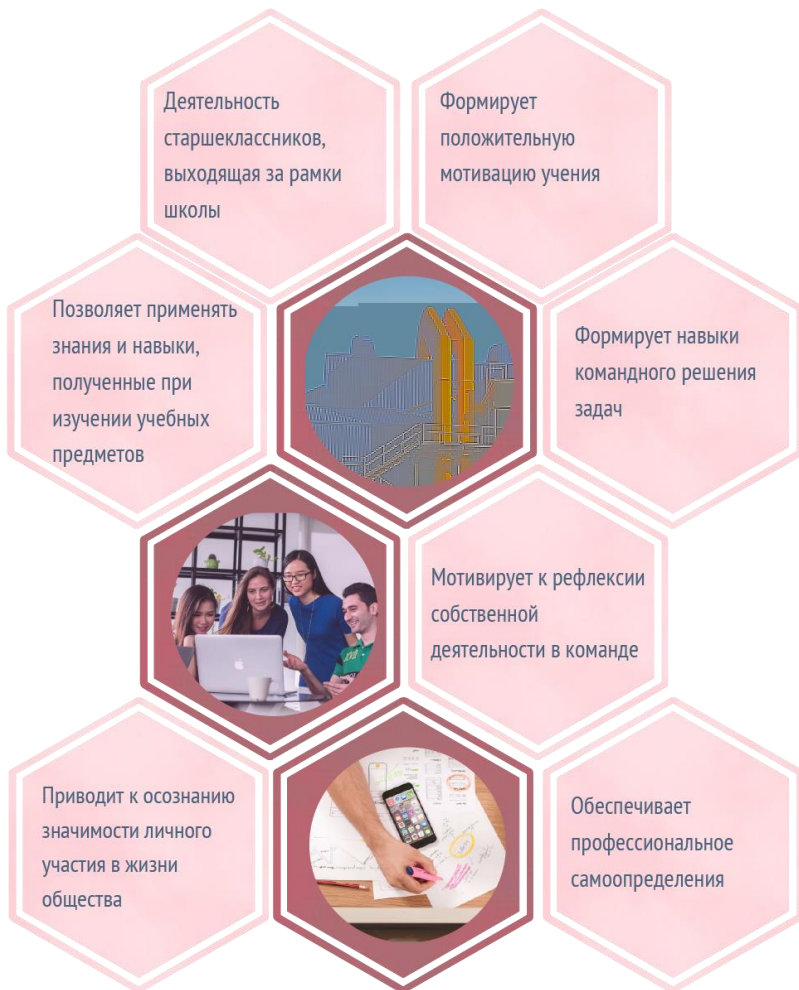 Деятельность
старшеклассников,
выходящая за рамки
школы
Формирует
положительную
мотивацию учения
Позволяет применять
знания и навыки,
полученные при
изучении учебных
предметов
Формирует навыки
командного решения
задач
Мотивирует к рефлексии
собственной
деятельности в команде
Приводит к осознанию
значимости личного
участия в жизни
общества
Обеспечивает
профессиональное
самоопределения